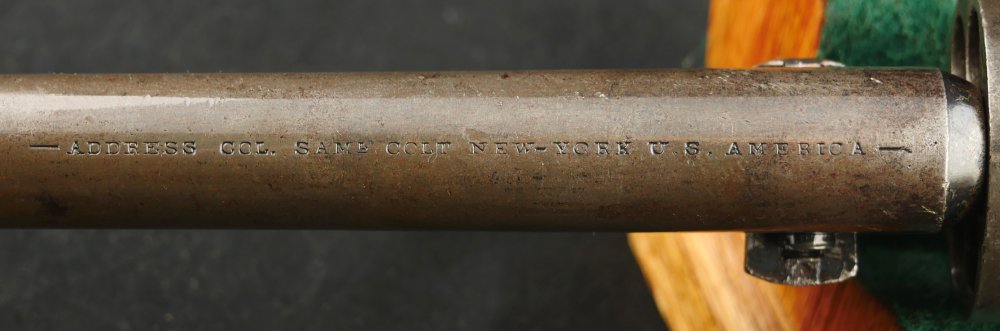 — ADDRESS COL. SAML COLT NEW-YORK U.S. AMERICA —